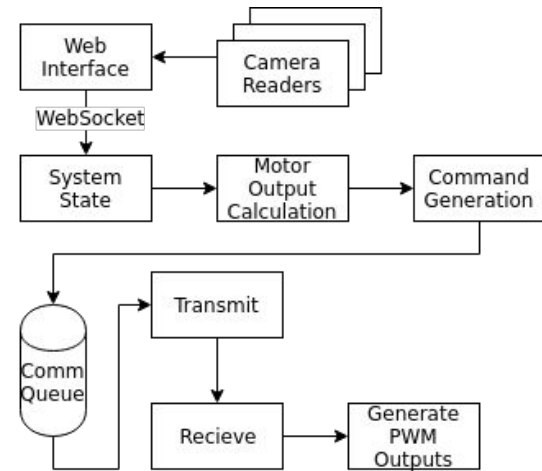 Web
Interface
Camera
Readers
WebSocket
System
State
Motor
Output
Calculation
Command
Generation
Comm
Queue
Transmit
Recieve
Generate
PWM
Outputs